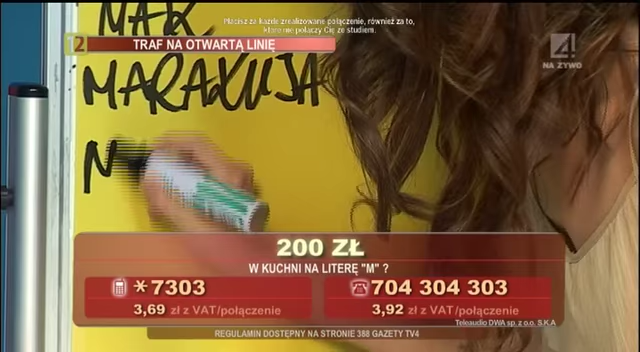 Płacisz za każde zrealizowane połączenie, również za to,
które nie połączy Cię ze studiem.
12
TRAF NA OTWARTĄ LINIĘ
4!
NA ŻYWO
MAK
MARAKUJA
200 ZŁ
W KUCHNI NA LITERĘ "M" ?
*7303
704 304 303
3,69 zł z VAT/połączenie
3,92 zł z VAT/połączenie
Teleaudio DWA sp. z o.o. S.K.A
REGULAMIN DOSTĘPNY NA STRONIE 388 GAZETY TV4